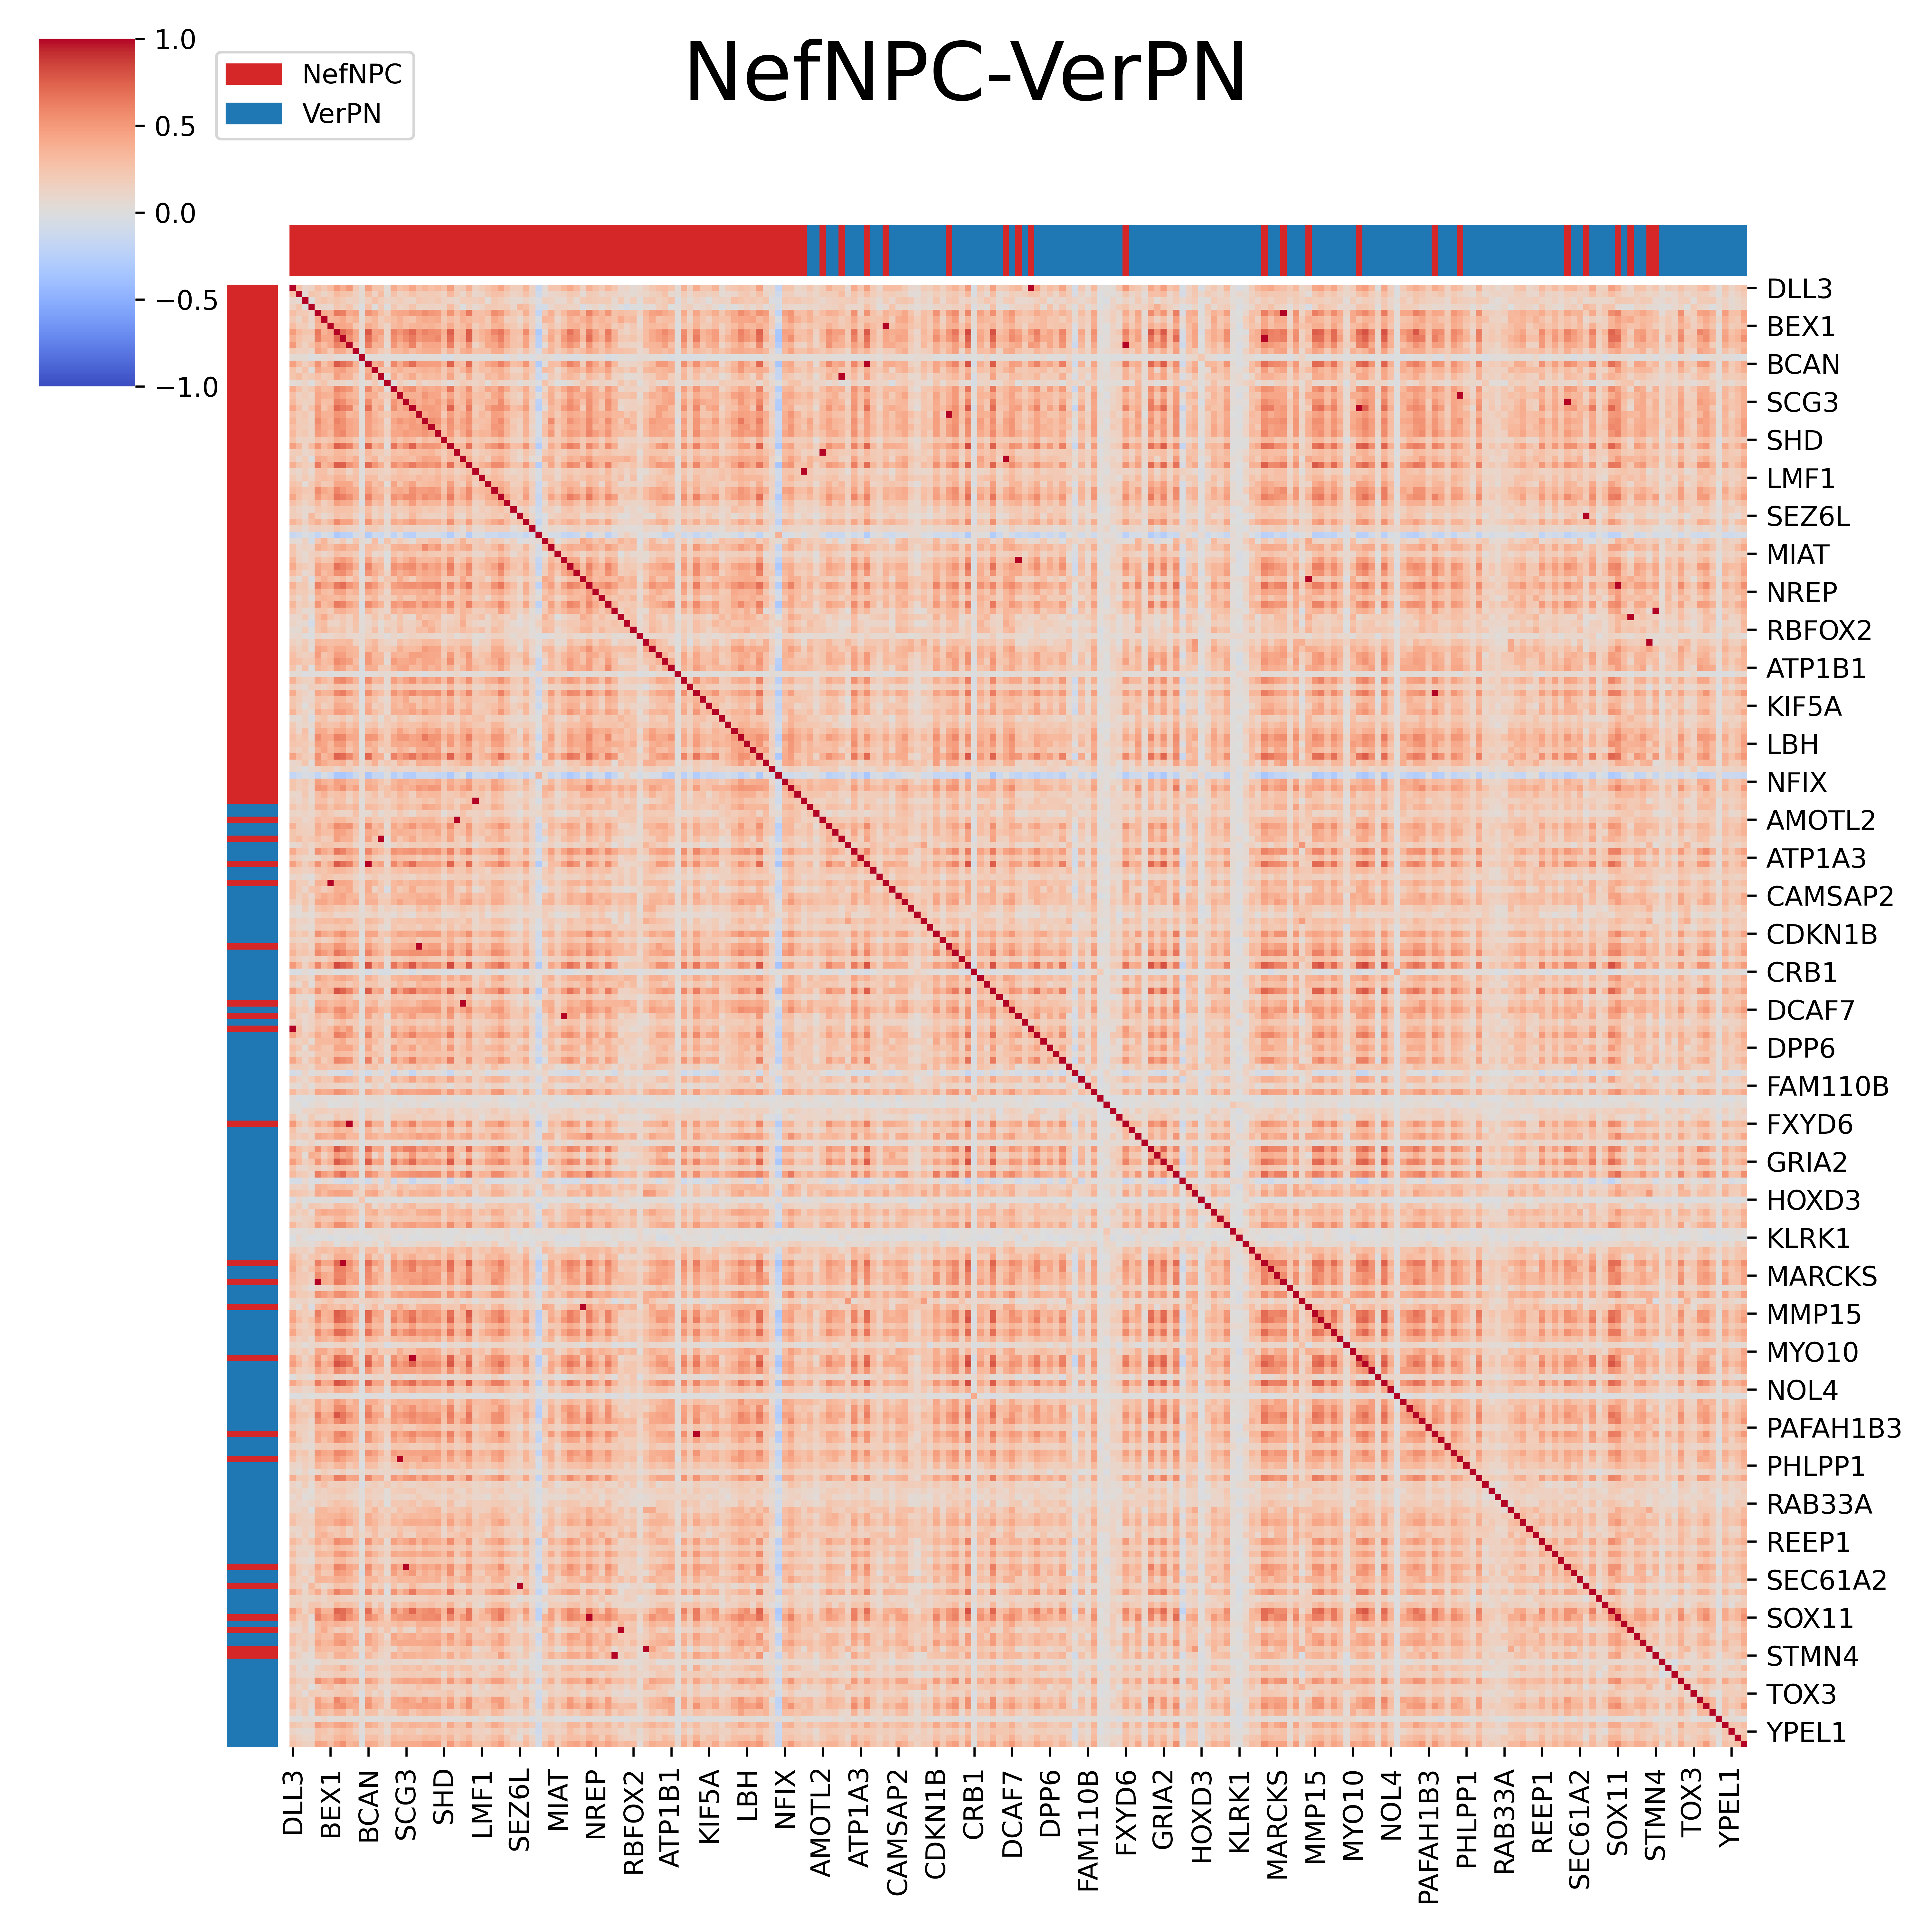 NefNPC-VerPN
1.0
0.5
0.0
−0.5
−1.0
NefNPC
VerPN
DLL3
BEX1
BCAN
SCG3
SHD
LMF1
SEZ6L
MIAT
NREP
RBFOX2
ATP1B1
KIF5A
LBH
NFIX
AMOTL2
ATP1A3
CAMSAP2
CDKN1B
CRB1
DCAF7
DPP6
FAM110B
FXYD6
GRIA2
HOXD3
KLRK1
MARCKS
MMP15
MYO10
NOL4
PAFAH1B3
PHLPP1
RAB33A
REEP1
SEC61A2
SOX11
STMN4
TOX3
YPEL1
DLL3
BEX1
BCAN
SCG3
SHD
LMF1
SEZ6L
MIAT
NREP
RBFOX2
ATP1B1
KIF5A
LBH
NFIX
AMOTL2
ATP1A3
CAMSAP2
CDKN1B
CRB1
DCAF7
DPP6
FAM110B
FXYD6
GRIA2
HOXD3
KLRK1
MARCKS
MMP15
MYO10
NOL4
PAFAH1B3
PHLPP1
RAB33A
REEP1
SEC61A2
SOX11
STMN4
TOX3
YPEL1